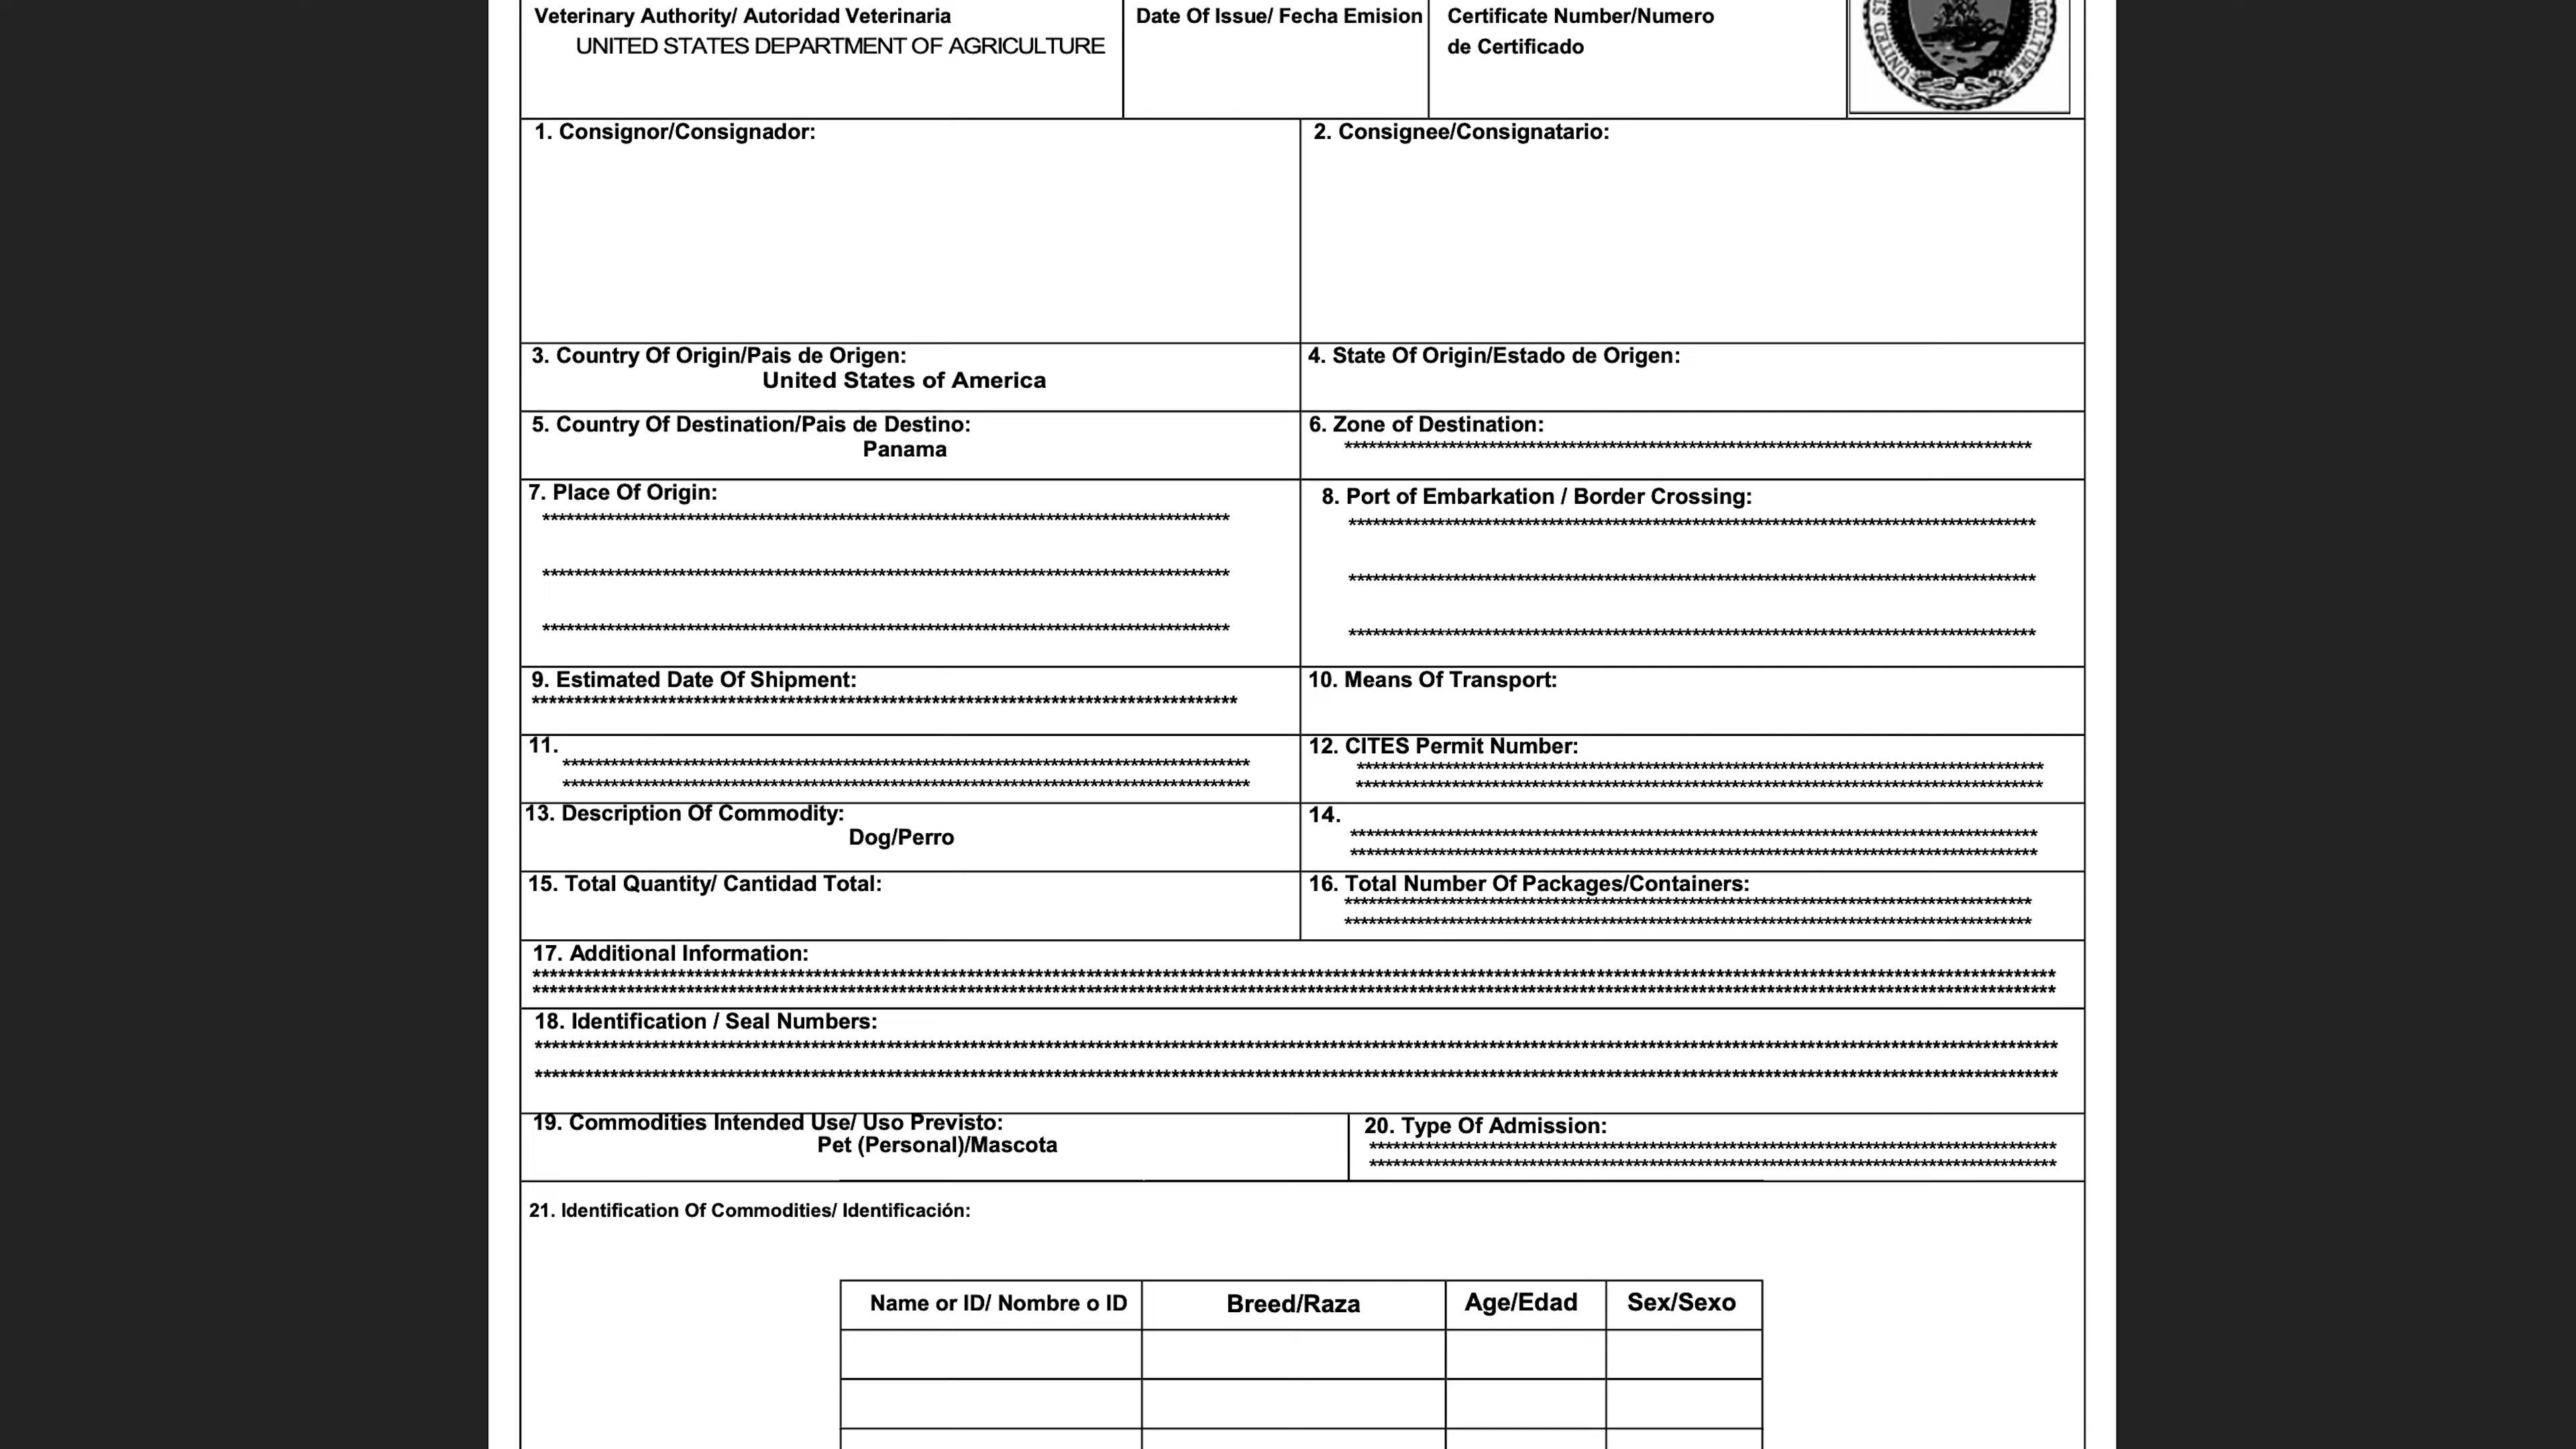 Veterinary Authority/ Autoridad Veterinaria
UNITED STATES DEPARTMENT OF AGRICULTURE
Date Of Issue/ Fecha Emision
Certificate Number/Numero
de Certificado
UNITED S
ICULTURE
1. Consignor/Consignador:
2. Consignee/Consignatario:
3. Country Of Origin/Pais de Origen:
United States of America
4. State Of Origin/Estado de Origen:
5. Country Of Destination/Pais de Destino:
Panama
6. Zone of Destination:
7. Place Of Origin:
8. Port of Embarkation / Border Crossing:
9. Estimated Date Of Shipment:
10. Means Of Transport:
11.
12. CITES Permit Number:
13. Description Of Commodity:
Dog/Perro
14.
15. Total Quantity/ Cantidad Total:
16. Total Number Of Packages/Containers:
17. Additional Information:
18. Identification / Seal Numbers:
19. Commodities Intended Use/ Uso Previsto:
Pet (Personal)/Mascota
20. Type Of Admission:
21. Identification Of Commodities/ Identificación:
Name or ID/ Nombre o ID
Breed/Raza
Age/Edad
Sex/Sexo